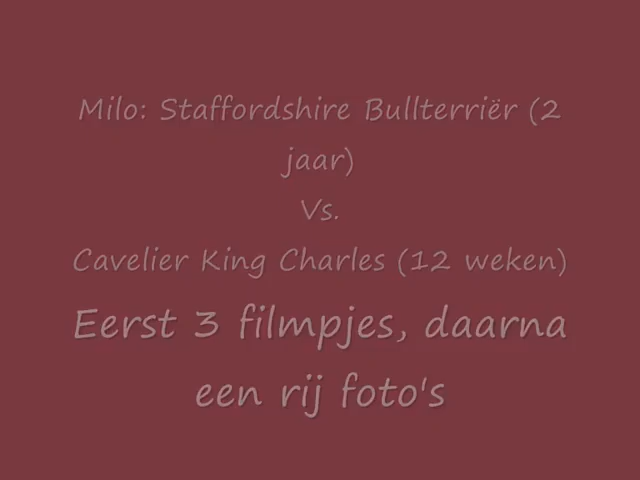 Milo: Staffordshire Bullterriër (2
jaar)
Vs.
Cavelier King Charles (12 weken)
Eerst 3 filmpjes, daarna
een rij foto's